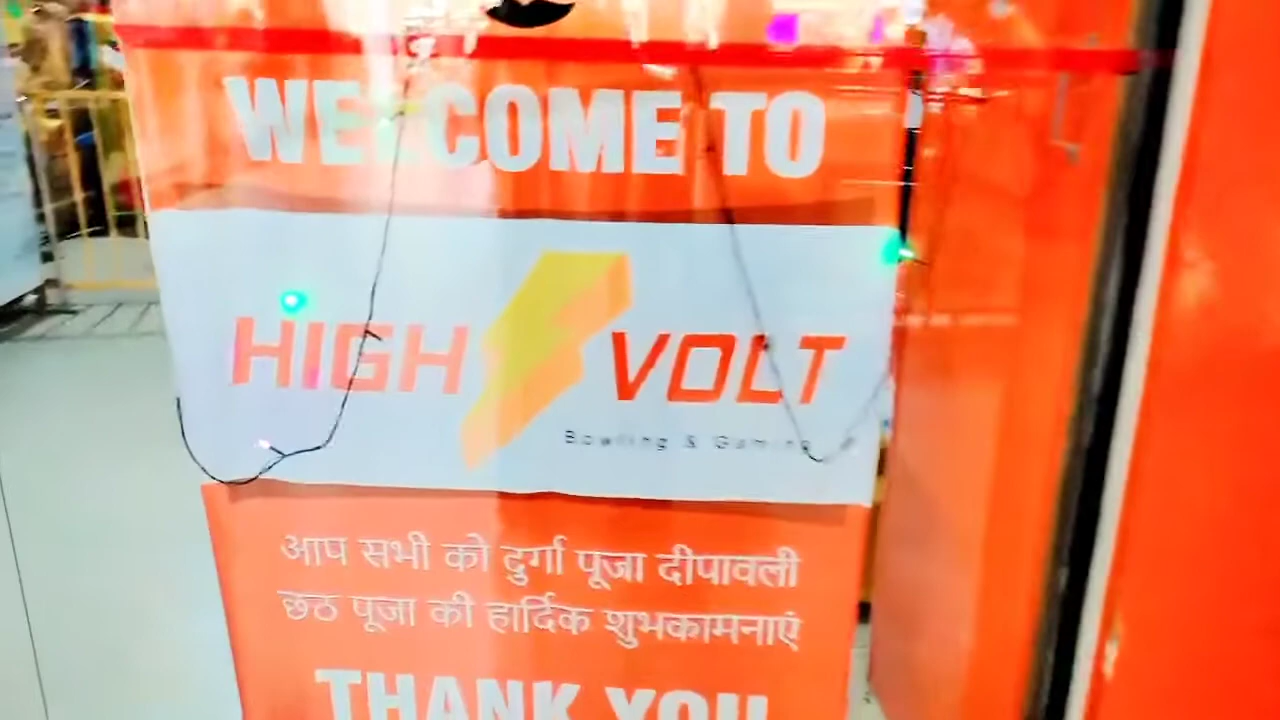 WELCOME TO
HIGH VOLT
Bowling & Gaming
आप सभी को दुर्गा पूजा दीपावली
छठ पूजा की हार्दिक शुभकामनाएं
THANK YOU